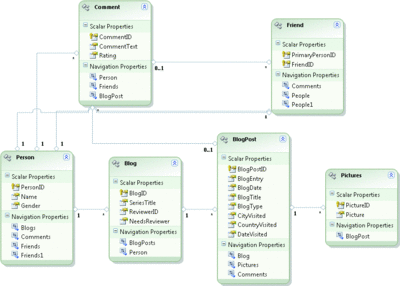 Comment
Scalar Properties
CommentID
CommentText
Rating
Navigation Properties
Person
Friends
BlogPost
Friend
Scalar Properties
PrimaryPersonID
FriendID
Navigation Properties
Comments
People
People1
*
*
0..1
*
*
1
1
1
0..1
Person
Scalar Properties
PersonID
Name
Gender
Navigation Properties
Blogs
Comments
Friends
Friends1
1
*
Blog
Scalar Properties
BlogID
SeriesTitle
ReviewerID
NeedsReviewer
Navigation Properties
BlogPosts
Person
1
*
BlogPost
Scalar Properties
BlogPostID
BlogEntry
BlogDate
BlogTitle
BlogType
CityVisited
CountryVisited
DateVisited
Navigation Properties
Blog
Pictures
Comments
1
*
Pictures
Scalar Properties
PictureID
Picture
Navigation Properties
BlogPost